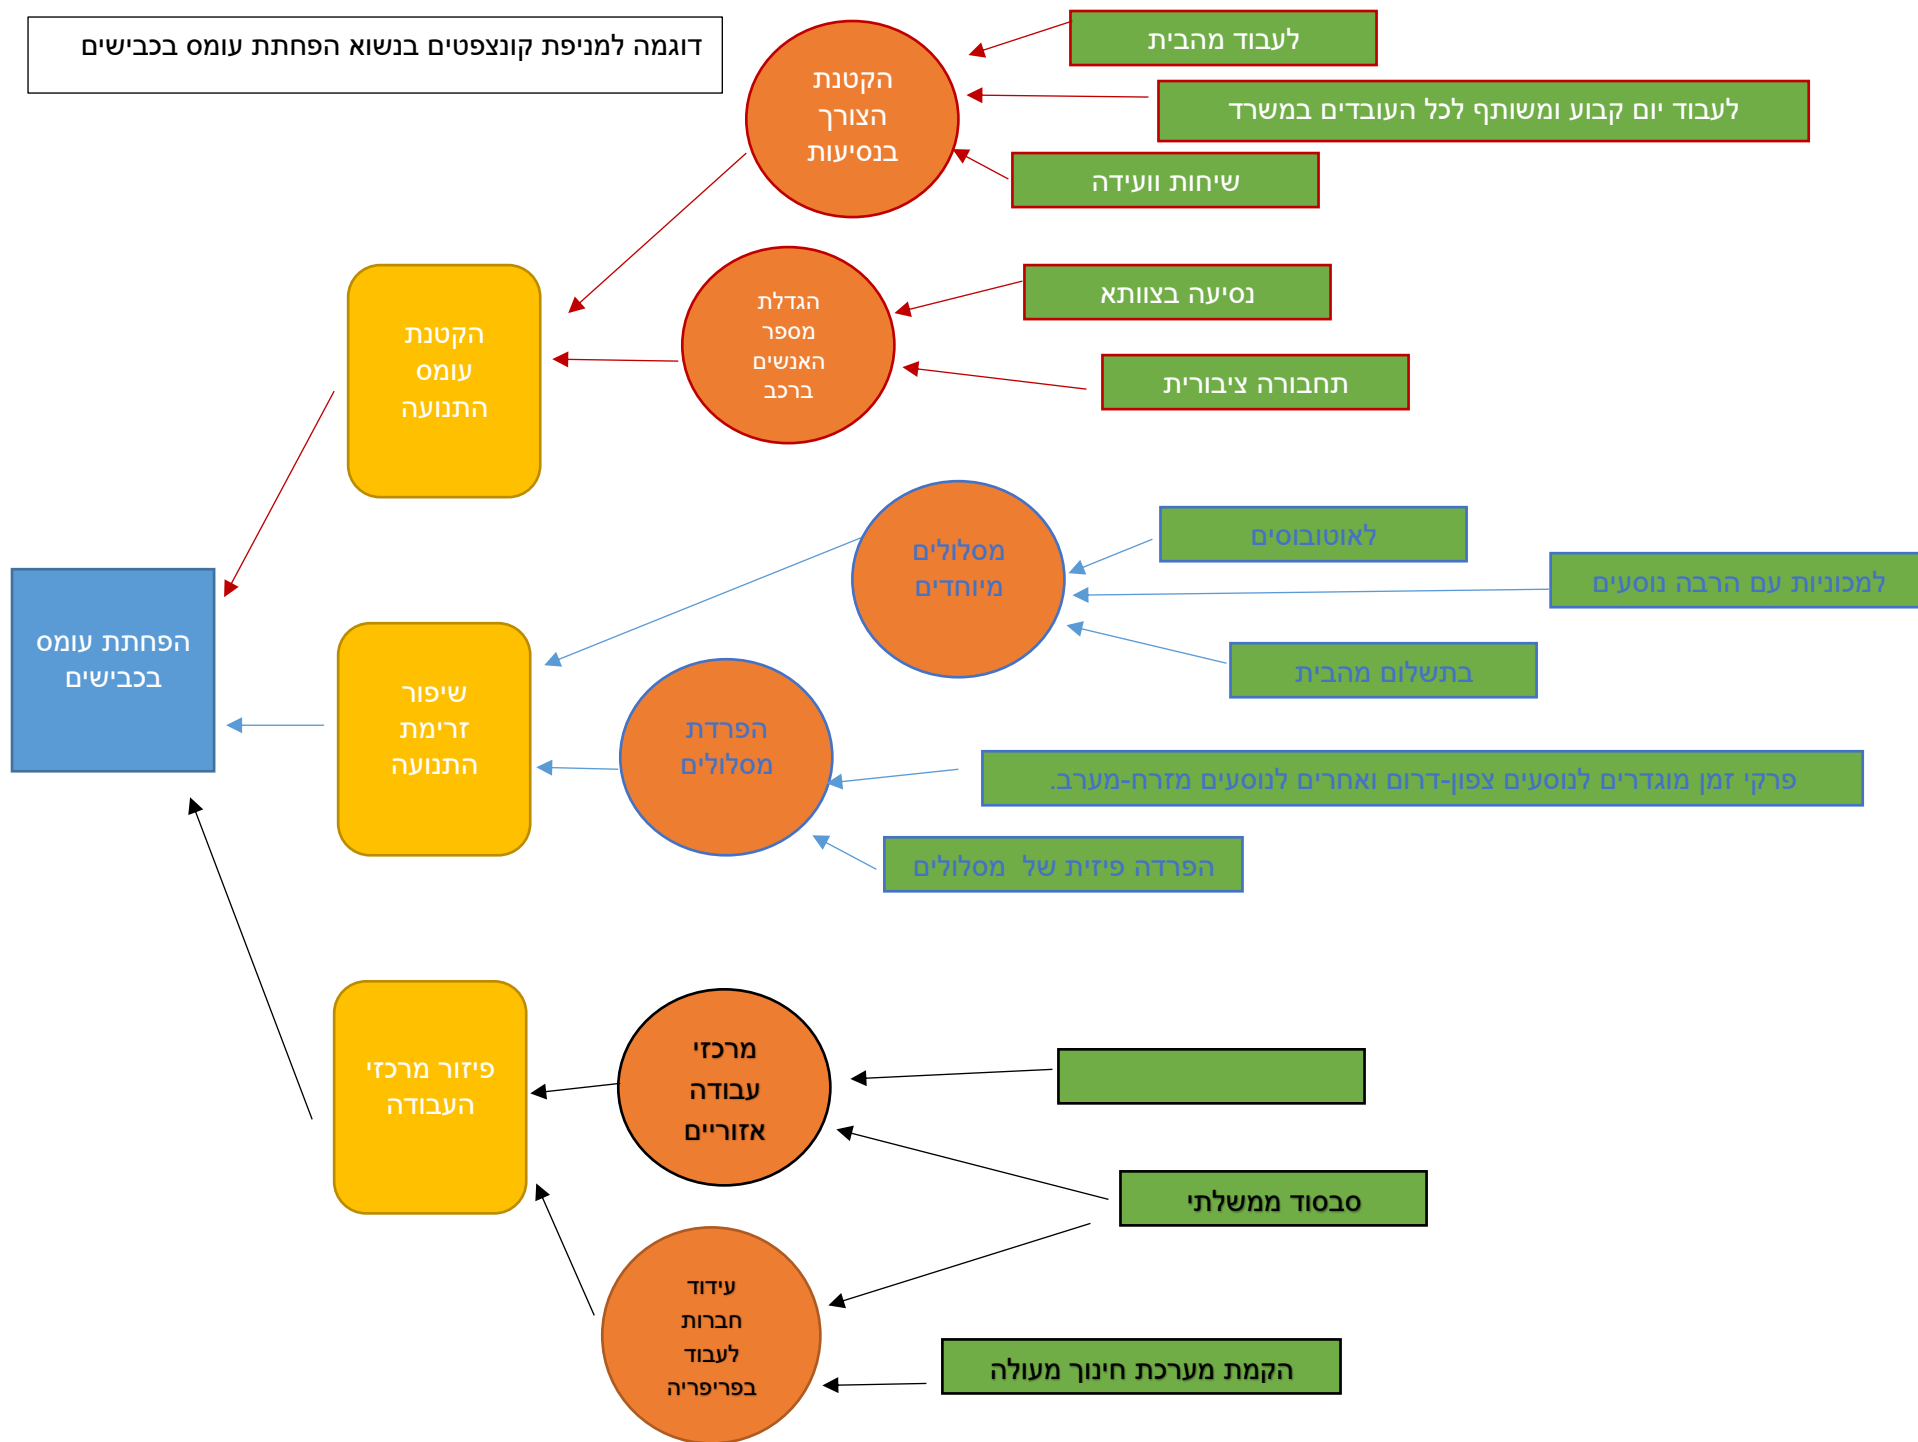 דוגמה למניפת קונצפטים בנושא הפחתת עומס בכבישים
לעבוד מהבית
לעבוד יום קבוע ומשותף לכל העובדים במשרד
שיחות וועידה
הקטנת
הצורך
בנסיעות
נסיעה בצוותא
תחבורה ציבורית
הגדלת
מספר
האנשים
ברכב
הקטנת
עומס
התנועה
לאוטובוסים
למכוניות עם הרבה נוסעים
בתשלום מהבית
מסלולים
מיוחדים
פרקי זמן מוגדרים לנוסעים צפון-דרום ואחרים לנוסעים מזרח-מערב.
הפרדה פיזית של  מסלולים
הפרדת
מסלולים
שיפור
זרימת
התנועה
הפחתת עומס
בכבישים
מרכזי
עבודה
אזוריים
סבסוד ממשלתי
פיזור מרכזי
העבודה
עידוד
חברות
לעבוד
בפריפריה
הקמת מערכת חינוך מעולה